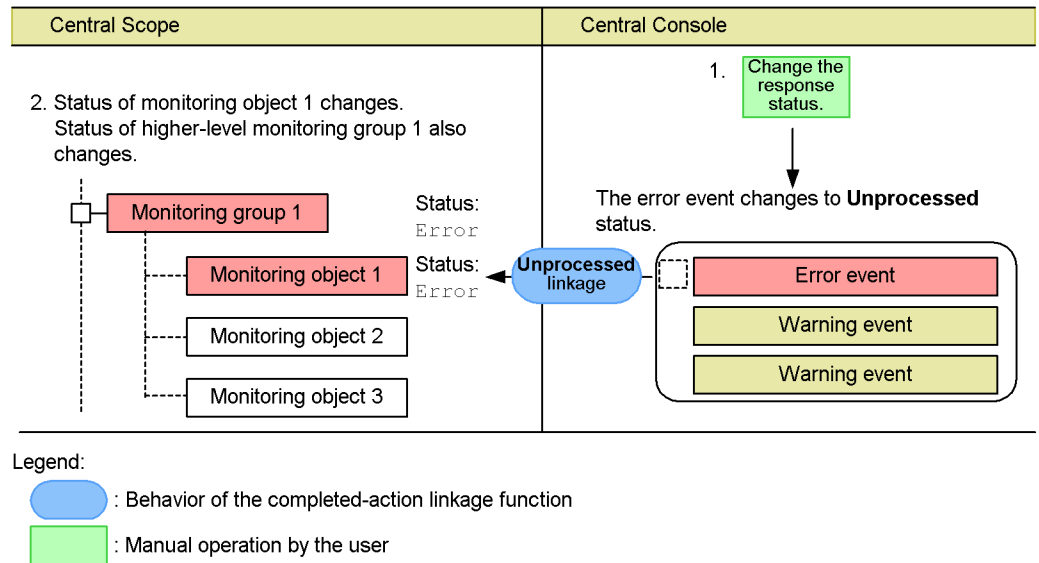 Central Scope
Central Console
1.
Change the
response
status.
2. Status of monitoring object 1 changes.
Status of higher-level monitoring group 1 also
changes.
The error event changes to Unprocessed
status.
Monitoring group 1
Status:
Error
Monitoring object 1
Status:
Error
Unprocessed
linkage
Error event
Monitoring object 2
Warning event
Monitoring object 3
Warning event
Legend:
: Behavior of the completed-action linkage function
: Manual operation by the user